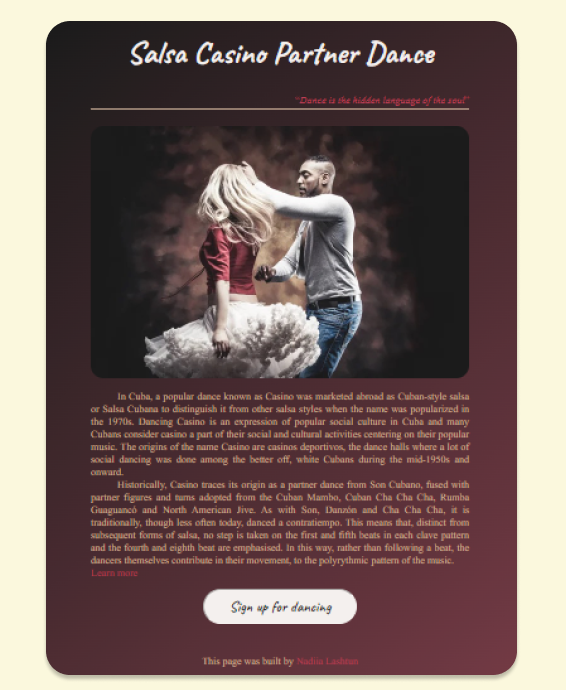 Salsa Casino Partner Dance
"Dance is the hidden language of the soul"
In Cuba, a popular dance known as Casino was marketed abroad as Cuban-style salsa
or Salsa Cubana to distinguish it from other salsa styles when the name was popularized in
the 1970s. Dancing Casino is an expression of popular social culture in Cuba and many
Cubans consider casino a part of their social and cultural activities centering on their popular
music. The origins of the name Casino are casinos deportivos, the dance halls where a lot of
social dancing was done among the better off, white Cubans during the mid-1950s and
onward.
Historically, Casino traces its origin as a partner dance from Son Cubano, fused with
partner figures and turns adopted from the Cuban Mambo, Cuban Cha Cha Cha, Rumba
Guaguancó and North American Jive. As with Son, Danzón and Cha Cha Cha, it is
traditionally, though less often today, danced a contratiempo. This means that, distinct from
subsequent forms of salsa, no step is taken on the first and fifth beats in each clave pattern
and the fourth and eighth beat are emphasised. In this way, rather than following a beat, the
dancers themselves contribute in their movement, to the polyrythmic pattern of the music.
Learn more
Sign up for dancing
This page was built by Nadiia